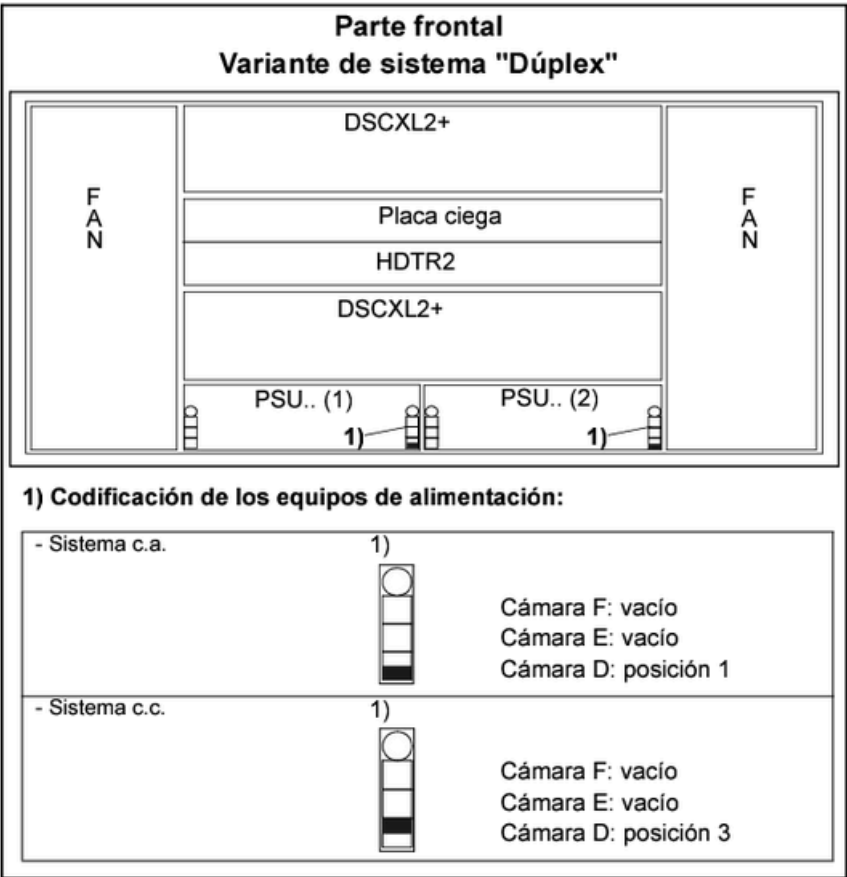 Parte frontal
Variante de sistema "Dúplex"
DSCXL2+
FAN
Placa ciega
FAN
HDTR2
DSCXL2+
PSU.. (1)
PSU.. (2)
1)
1)
1) Codificación de los equipos de alimentación:
- Sistema c.a.
1)
Cámara F: vacío
Cámara E: vacío
Cámara D: posición 1
- Sistema c.c.
1)
Cámara F: vacío
Cámara E: vacío
Cámara D: posición 3